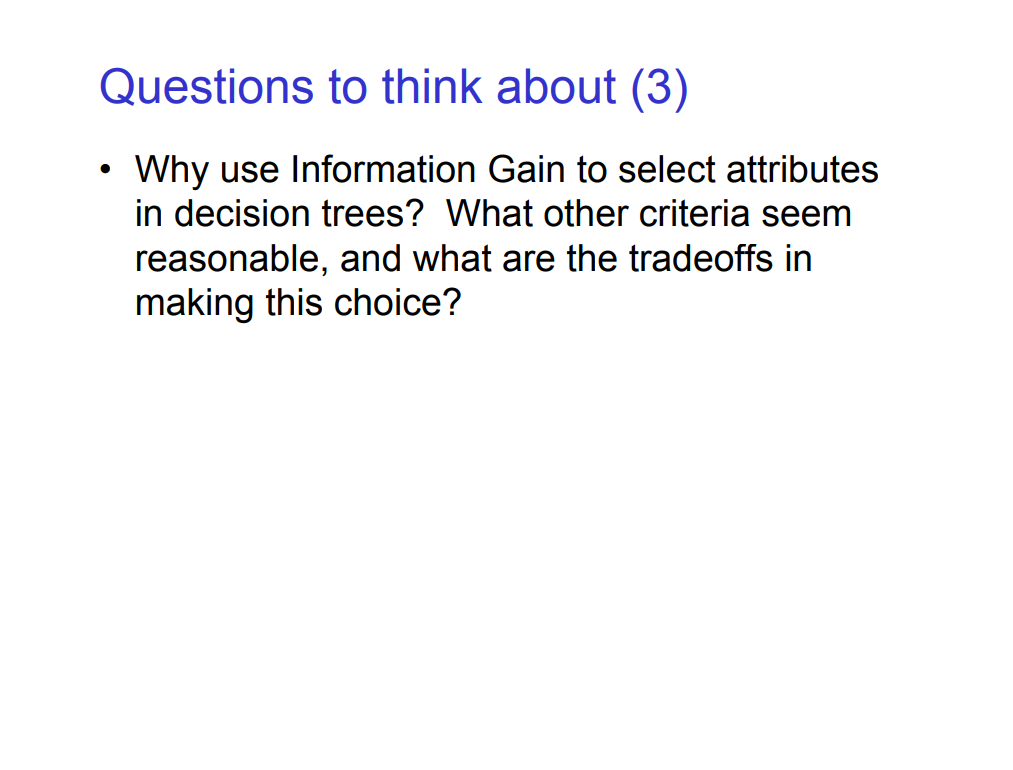 Questions to think about (3)
• Why use Information Gain to select attributes
in decision trees?  What other criteria seem
reasonable, and what are the tradeoffs in
making this choice?